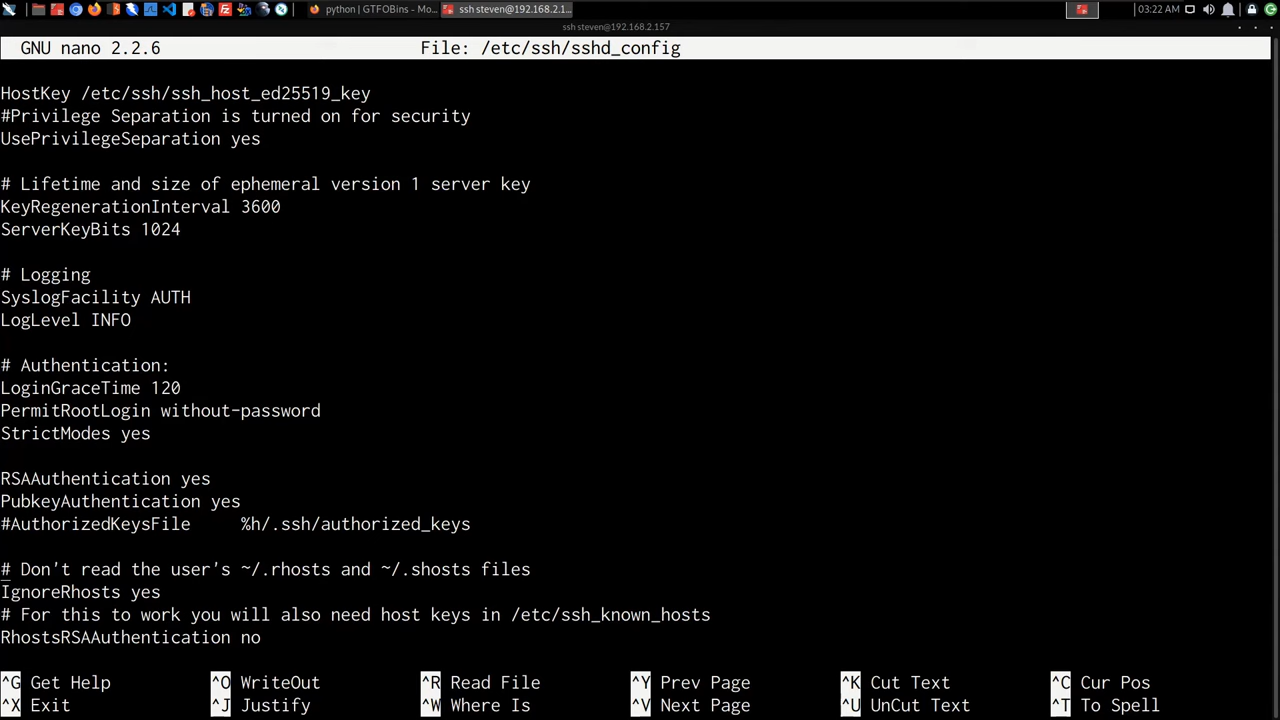 python | GTFOBins - Mo...
ssh steven@192.168.2.1...
03:22 AM
ssh steven@192.168.2.157
GNU nano 2.2.6 File: /etc/ssh/sshd_config
HostKey /etc/ssh/ssh_host_ed25519_key
#Privilege Separation is turned on for security
UsePrivilegeSeparation yes
# Lifetime and size of ephemeral version 1 server key
KeyRegenerationInterval 3600
ServerKeyBits 1024
# Logging
SyslogFacility AUTH
LogLevel INFO
# Authentication:
LoginGraceTime 120
PermitRootLogin without-password
StrictModes yes
RSAAuthentication yes
PubkeyAuthentication yes
#AuthorizedKeysFile     %h/.ssh/authorized_keys
# Don't read the user's ~/.rhosts and ~/.shosts files
IgnoreRhosts yes
# For this to work you will also need host keys in /etc/ssh_known_hosts
RhostsRSAAuthentication no
^G Get Help ^O WriteOut ^R Read File ^Y Prev Page ^K Cut Text ^C Cur Pos
^X Exit ^J Justify ^W Where Is ^V Next Page ^U UnCut Text ^T To Spell